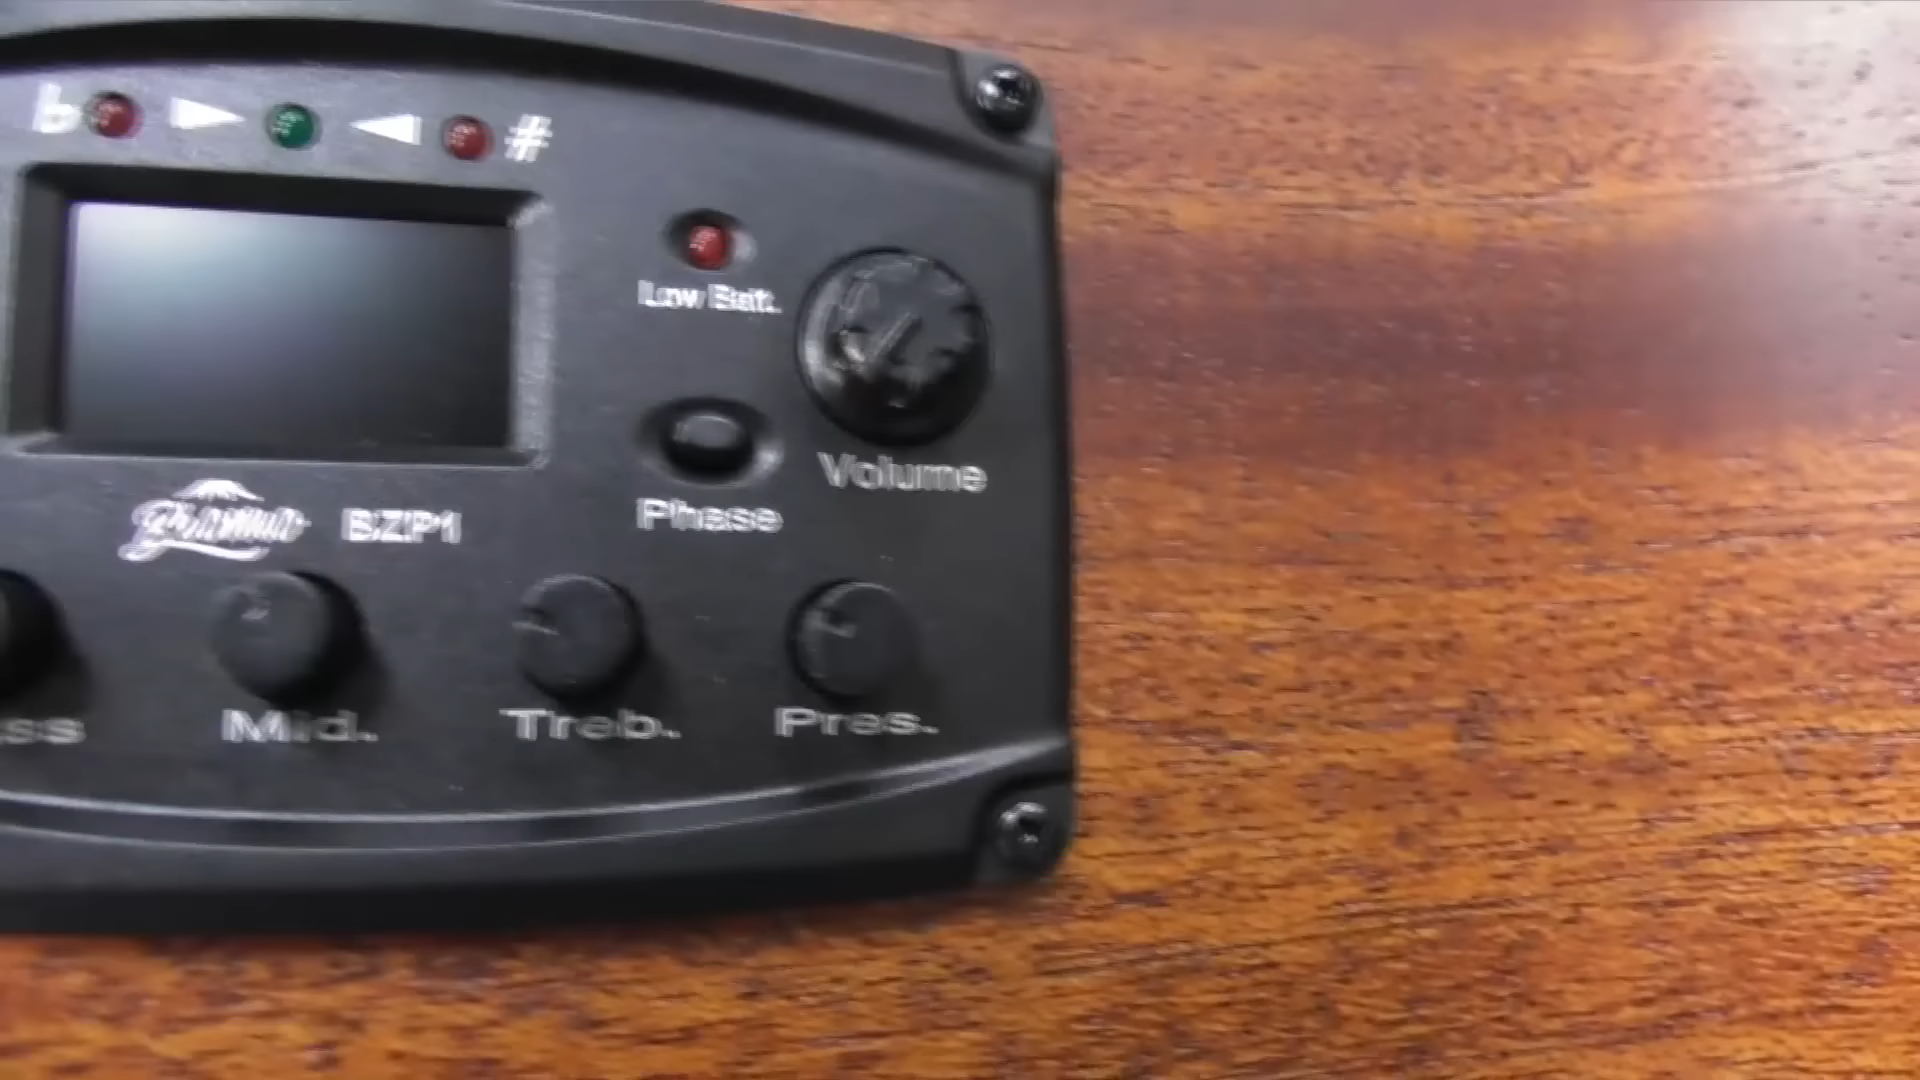 b #
Low Batt.
Volume
Phase
BZP1
Mid. Treb. Pres.